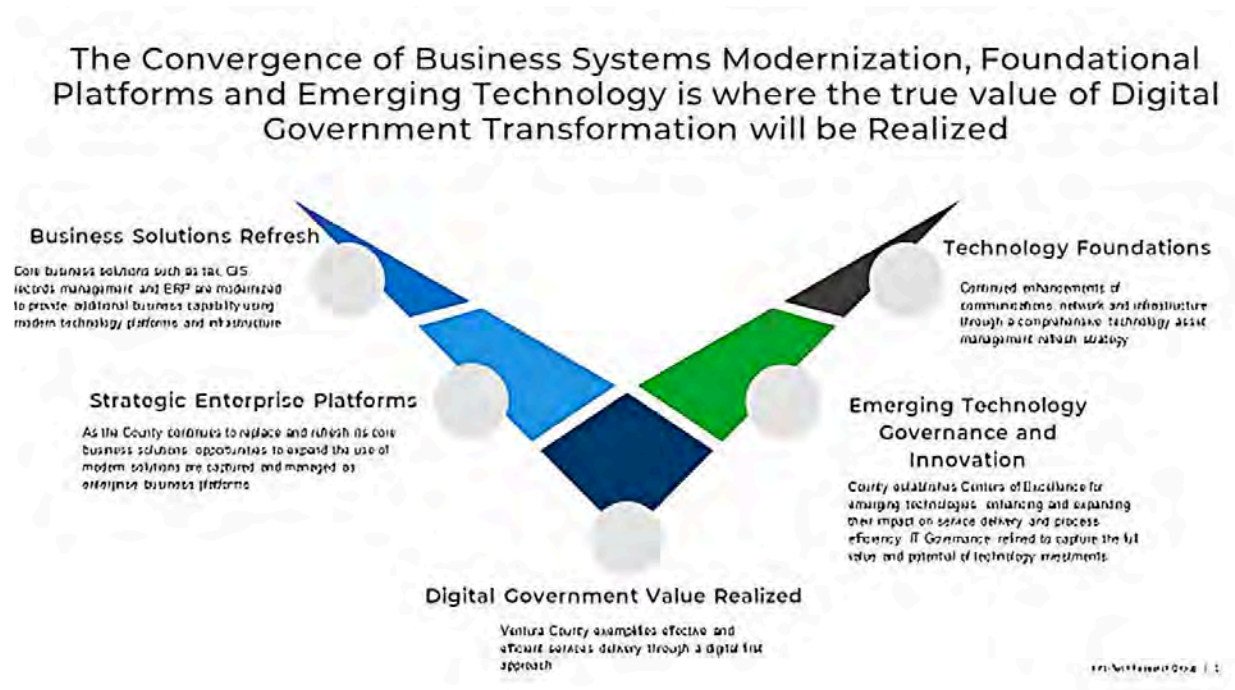 The Convergence of Business Systems Modernization, Foundational
Platforms and Emerging Technology is where the true value of Digital
Government Transformation will be Realized
Business Solutions Refresh
Core business solutions such as tax, GIS,
records management and ERP are modernized
to provide additional business capability using
modern technology platforms and infrastructure
Strategic Enterprise Platforms
As the County continues to replace and refresh its core
business solutions, opportunities to expand the use of
modern solutions are captured and managed as
enterprise business platforms
Digital Government Value Realized
Ventura County exemplifies effective and
efficient services delivery through a digital first
approach
Technology Foundations
Continued enhancements of
communications, network and infrastructure
through a comprehensive technology asset
management refresh strategy
Emerging Technology
Governance and
Innovation
County establishes Centers of Excellence for
emerging technologies, enhancing and expanding
their impact on service delivery and process
efficiency. IT Governance refined to capture the full
value and potential of technology investments